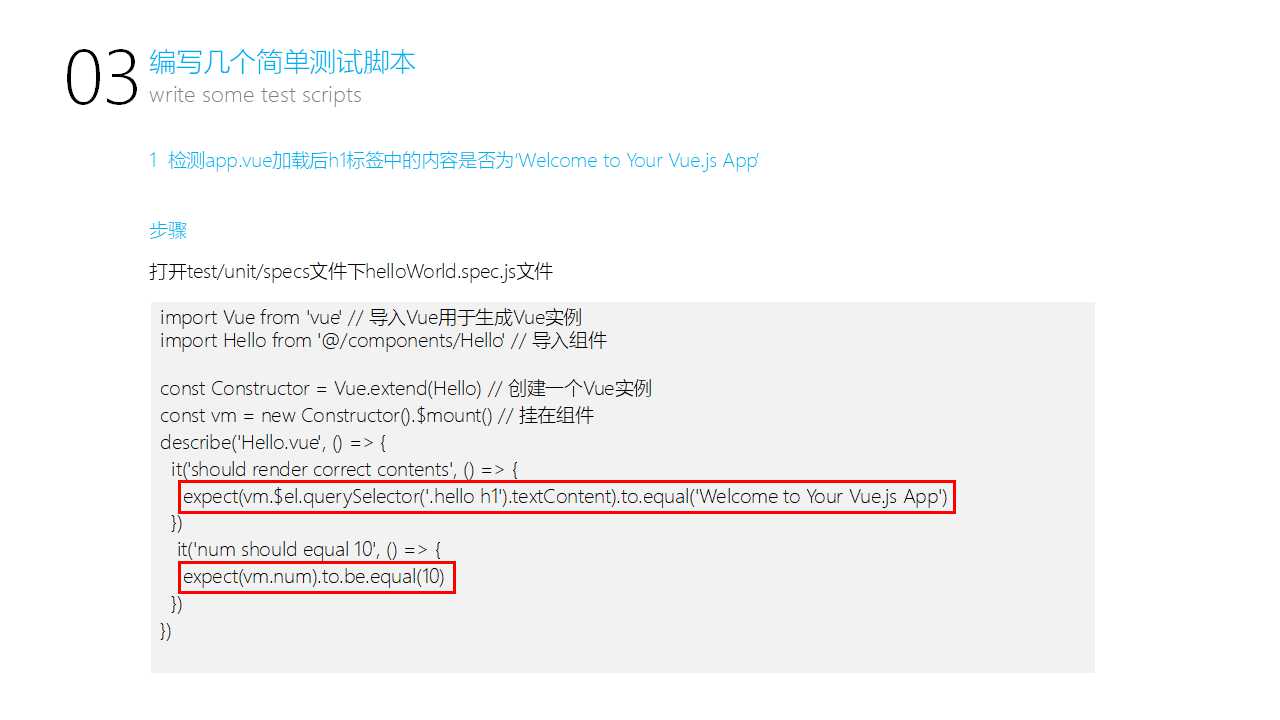 03
编写几个简单测试脚本
write some test scripts
1 检测app.vue加载后h1标签中的内容是否为'Welcome to Your Vue.js App'
步骤
打开test/unit/specs文件下helloWorld.spec.js文件
import Vue from 'vue' // 导入Vue用于生成Vue实例
import Hello from '@/components/Hello' // 导入组件
const Constructor = Vue.extend(Hello) // 创建一个Vue实例
const vm = new Constructor().$mount() // 挂在组件
describe('Hello.vue', () => {
it('should render correct contents', () => {
expect(vm.$el.querySelector('.hello h1').textContent).to.equal('Welcome to Your Vue.js App')
})
it('num should equal 10', () => {
expect(vm.num).to.be.equal(10)
})
})